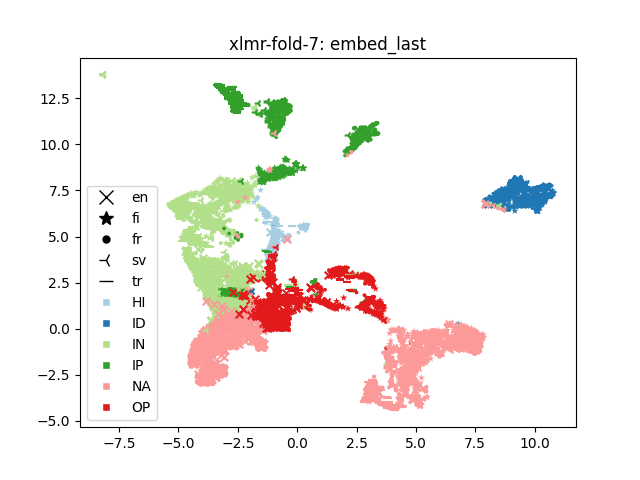 xlmr-fold-7: embed_last
12.5
10.0
7.5
5.0
2.5
0.0
−2.5
−5.0
en
fi
fr
sv
tr
HI
ID
IN
IP
NA
OP
−7.5 −5.0 −2.5 0.0 2.5 5.0 7.5 10.0